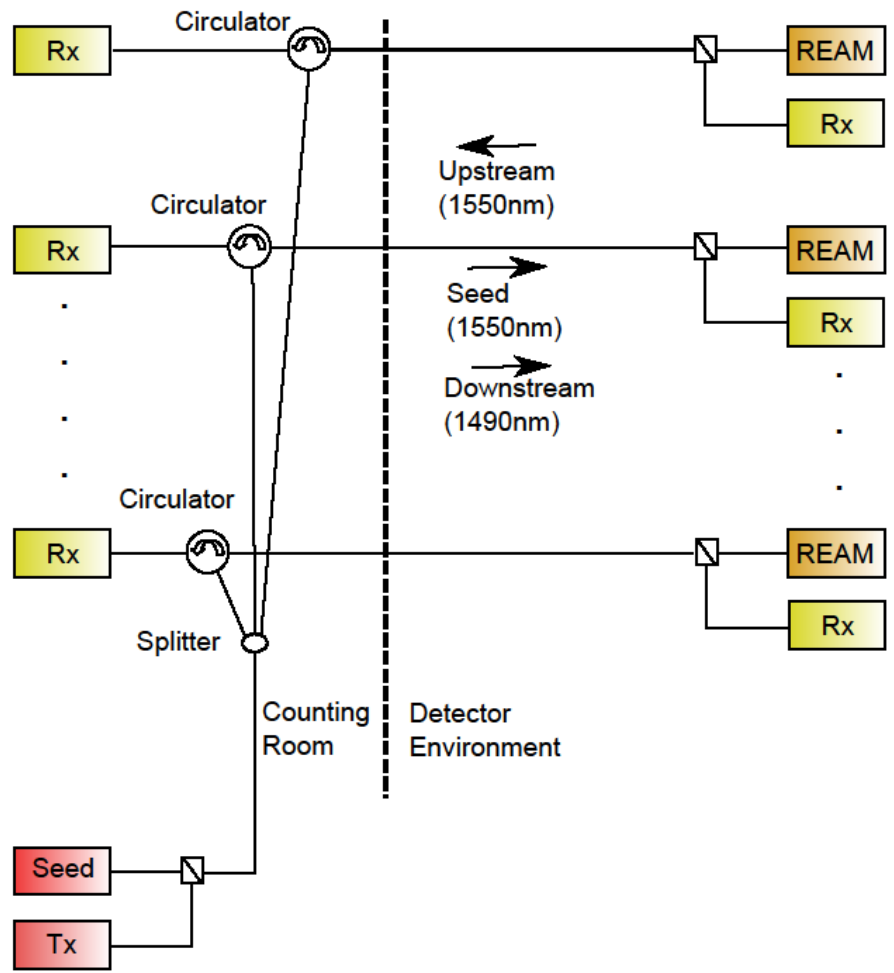 Circulator
Rx
REAM
Rx
Upstream
(1550nm)
Circulator
Rx
REAM
Seed
(1550nm)
Rx
Downstream
(1490nm)
Circulator
Rx
REAM
Rx
Splitter
Counting
Room
Detector
Environment
Seed
Tx